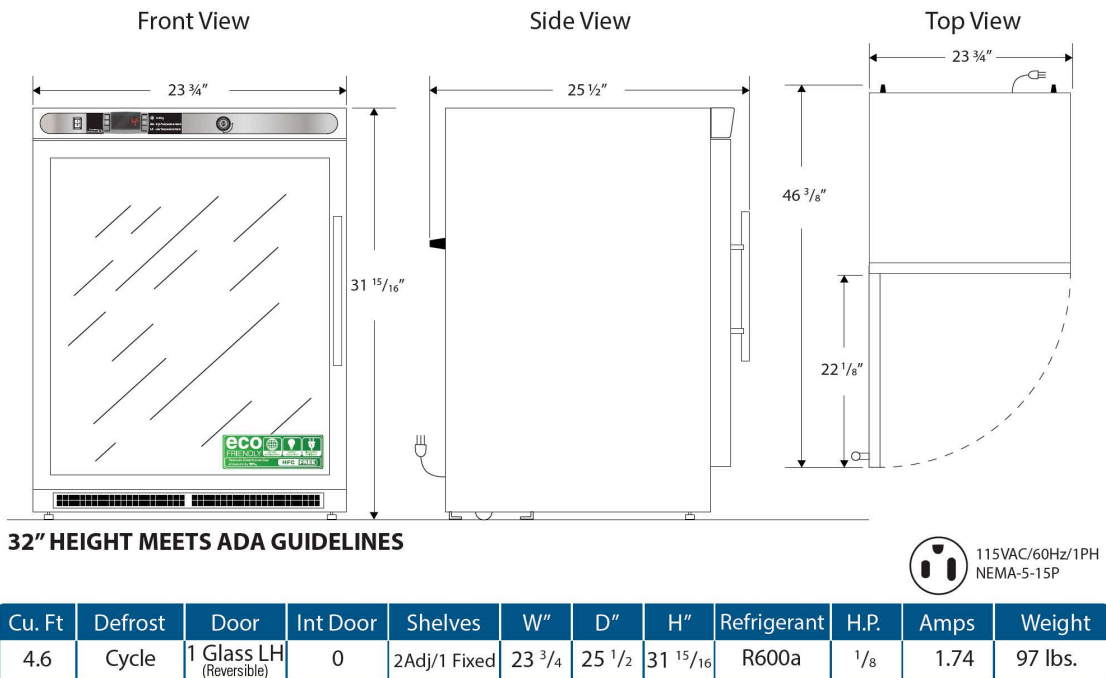 Front View
Side View
Top View
23 ¾"
25 ½"
23 ¾"
46 ³/₈"
31 ¹⁵/₁₆"
22 ¹/₈"
eco
FRIENDLY
HFC FREE
32" HEIGHT MEETS ADA GUIDELINES
115VAC/60Hz/1PH
NEMA-5-15P
Cu. Ft Defrost Door Int Door Shelves W" D" H" Refrigerant H.P. Amps Weight
4.6 Cycle 1 Glass LH (Reversible) 0 2Adj/1 Fixed 23 ³/₄ 25 ¹/₂ 31 ¹⁵/₁₆ R600a ¹/₈ 1.74 97 lbs.